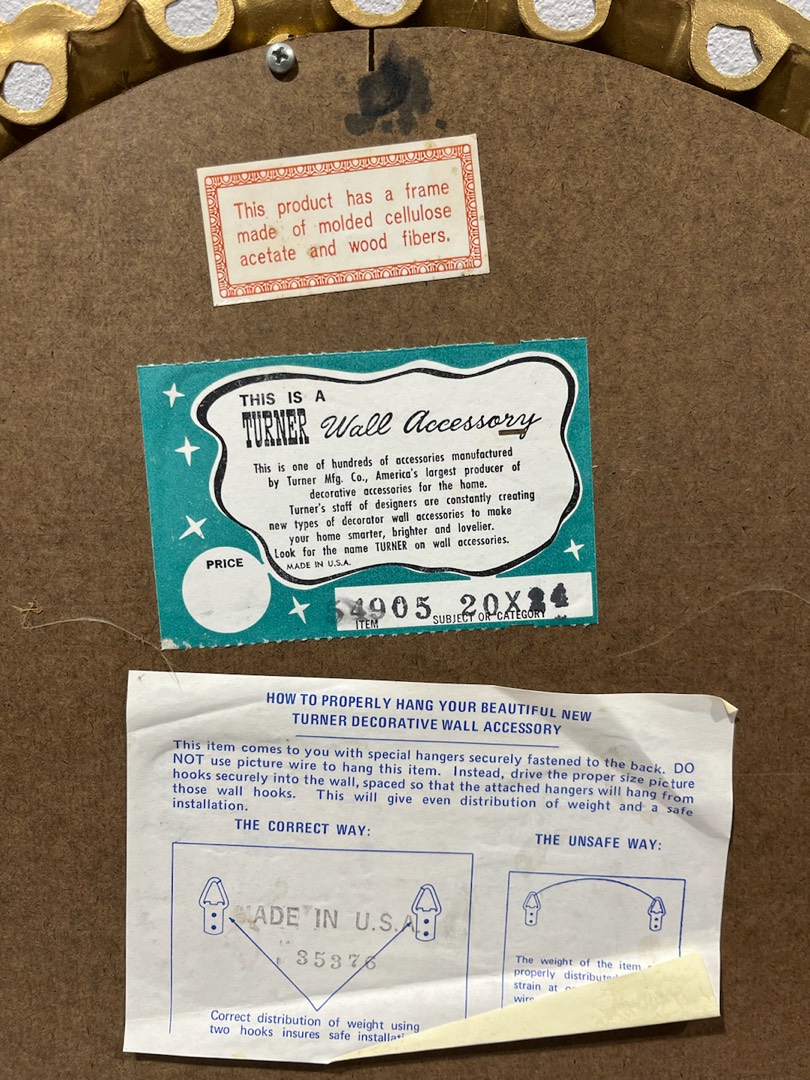 This product has a frame
made of molded cellulose
acetate and wood fibers.
THIS IS A
TURNER Wall Accessory
This is one of hundreds of accessories manufactured
by Turner Mfg. Co., America's largest producer of
decorative accessories for the home.
Turner's staff of designers are constantly creating
new types of decorator wall accessories to make
your home smarter, brighter and lovelier.
Look for the name TURNER on wall accessories.
MADE IN U.S.A.
PRICE
54905 20X24
ITEM SUBJECT OR CATEGORY
HOW TO PROPERLY HANG YOUR BEAUTIFUL NEW
TURNER DECORATIVE WALL ACCESSORY
This item comes to you with special hangers securely fastened to the back. DO
NOT use picture wire to hang this item. Instead, drive the proper size picture
hooks securely into the wall, spaced so that the attached hangers will hang from
those wall hooks. This will give even distribution of weight and a safe
installation.
THE CORRECT WAY:
THE UNSAFE WAY:
MADE IN U.S.A.
35376
Correct distribution of weight using
two hooks insures safe
The weight of the item
properly
strain at
wire